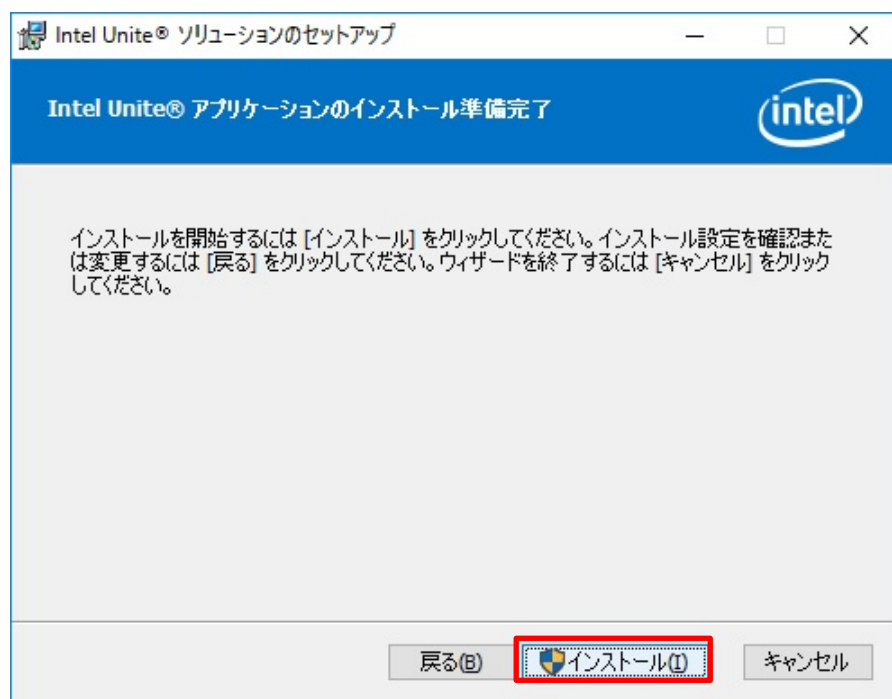 Intel Unite® ソリューションのセットアップ
Intel Unite® アプリケーションのインストール準備完了
intel
インストールを開始するには [インストール] をクリックしてください。インストール設定を確認また
は変更するには [戻る] をクリックしてください。ウィザードを終了するには [キャンセル] をクリック
してください。
戻る(B)
インストール(I)
キャンセル